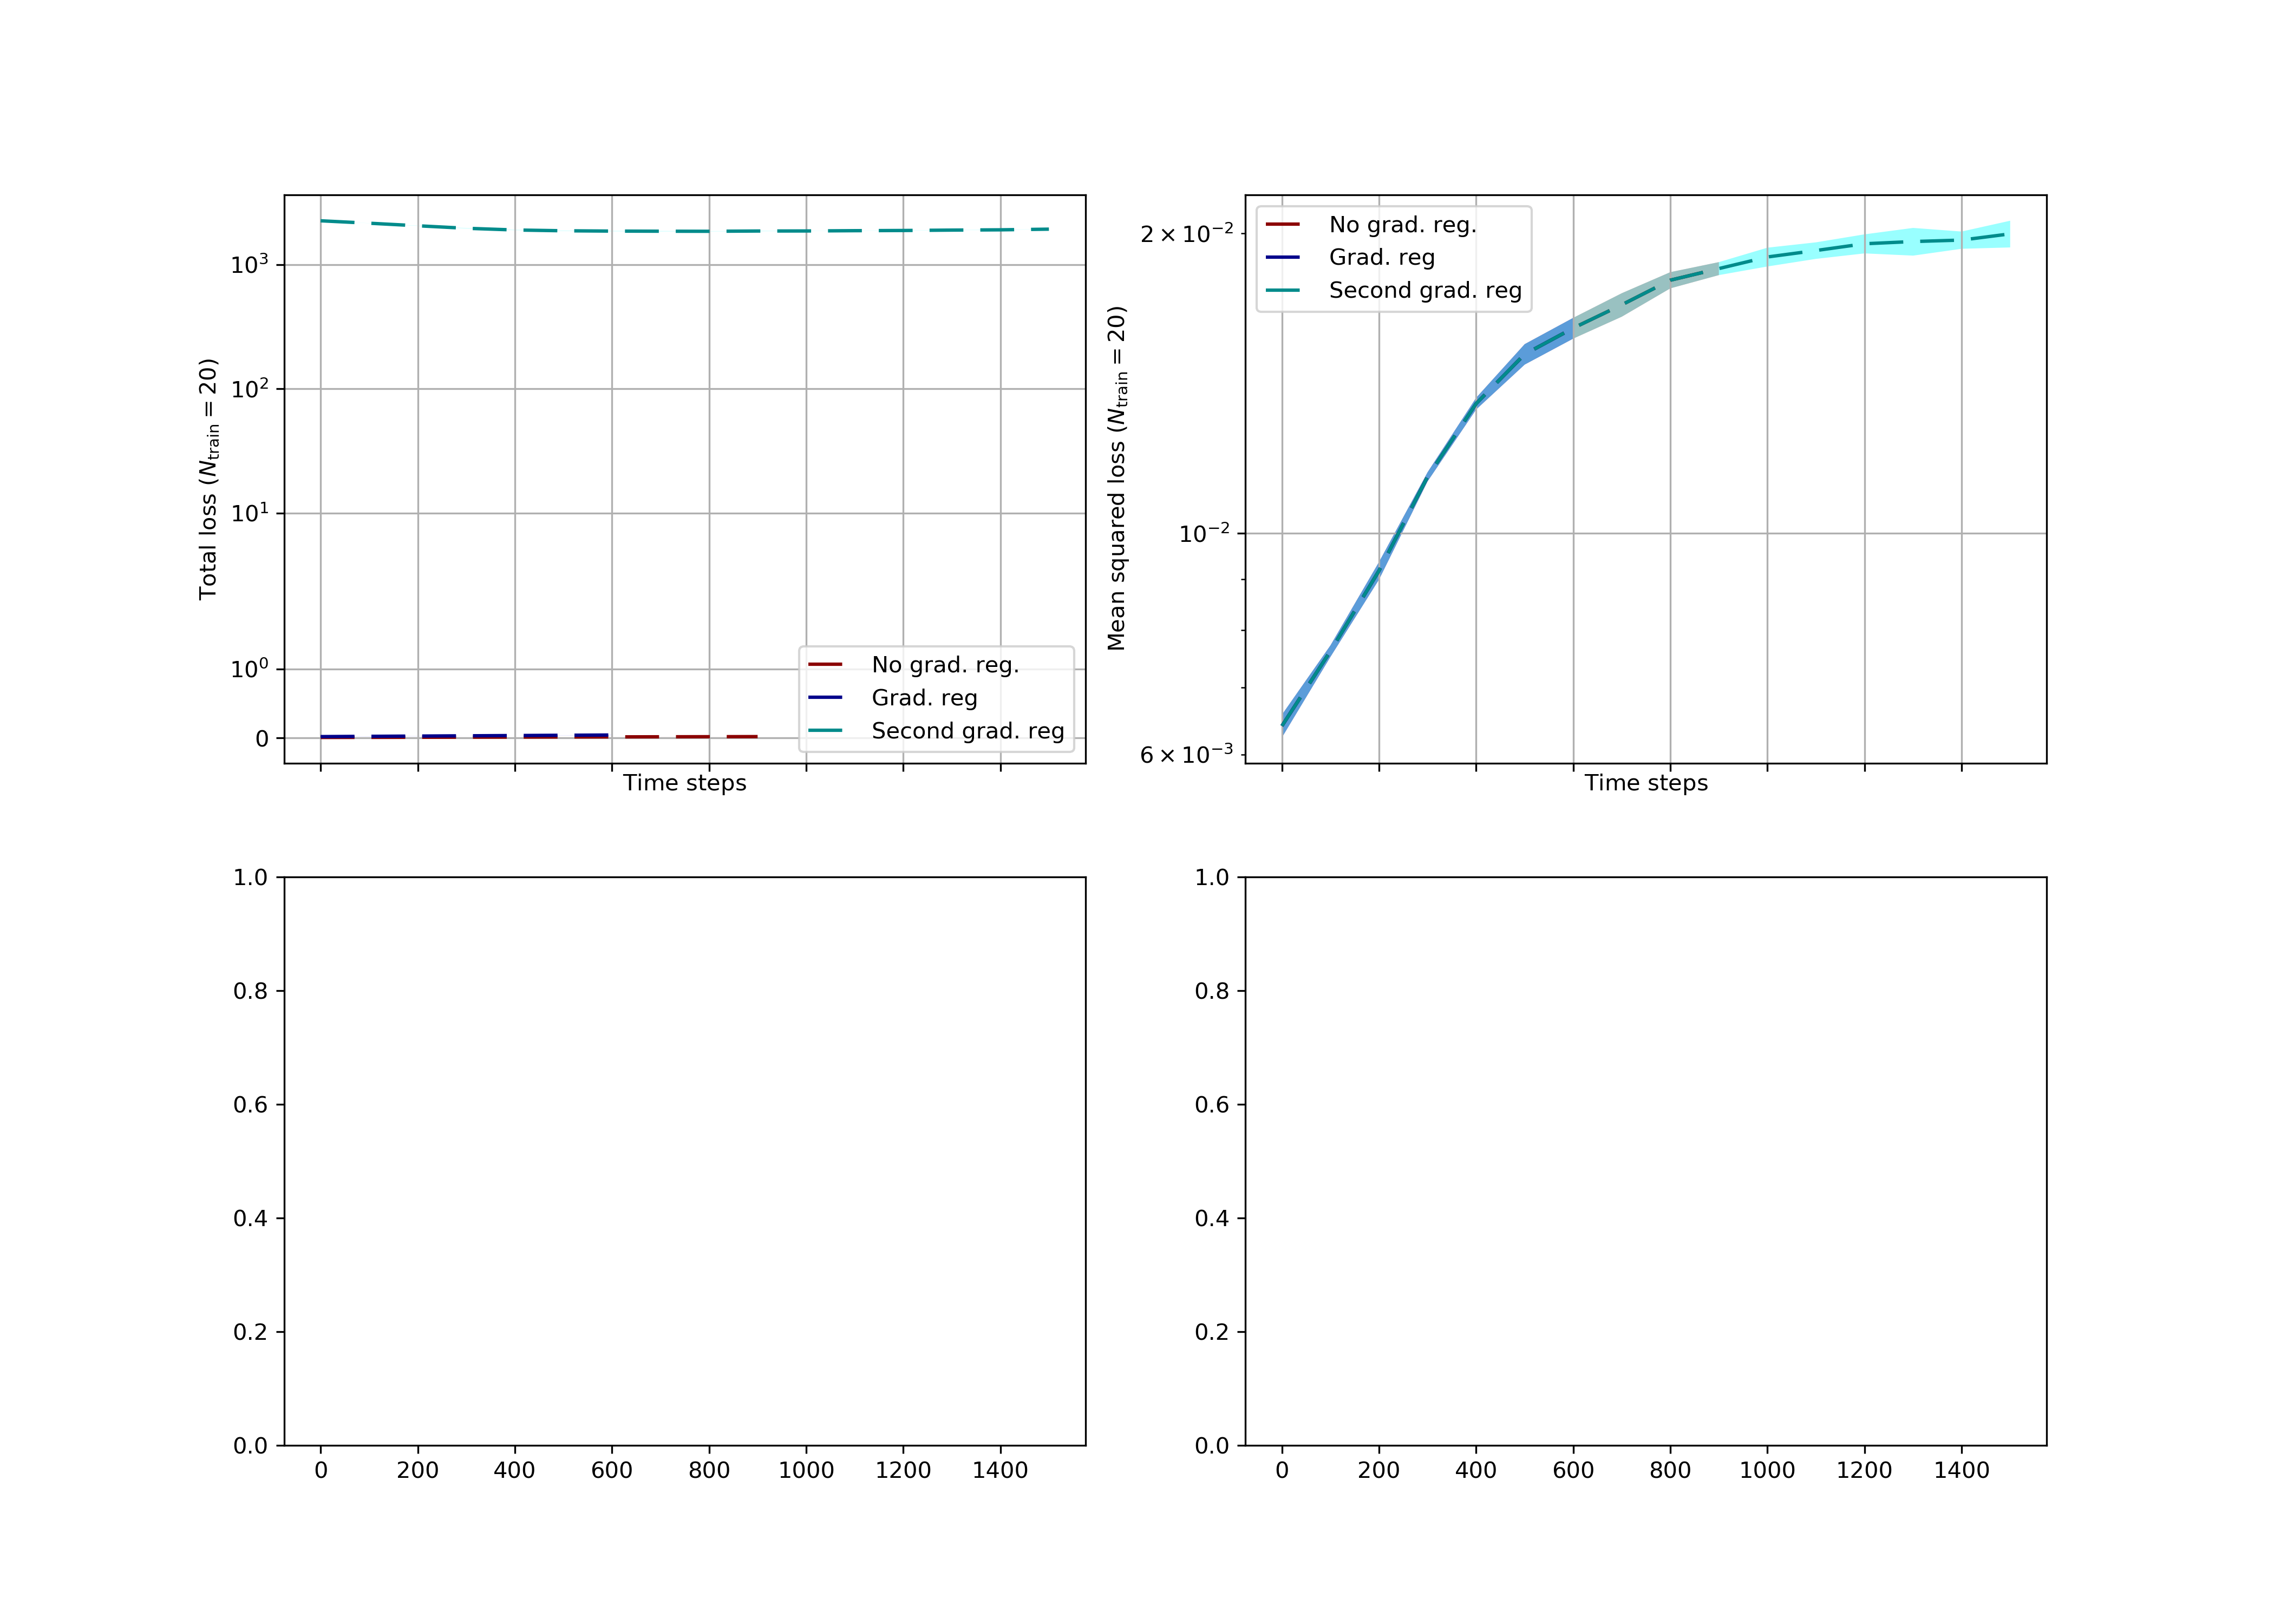 Total loss (N_train = 20)
10^3
10^2
10^1
10^0
0
No grad. reg.
Grad. reg
Second grad. reg
Time steps
Mean squared loss (N_train = 20)
2 × 10^−2
10^−2
6 × 10^−3
No grad. reg.
Grad. reg
Second grad. reg
Time steps
1.0
0.8
0.6
0.4
0.2
0.0
0 200 400 600 800 1000 1200 1400
1.0
0.8
0.6
0.4
0.2
0.0
0 200 400 600 800 1000 1200 1400